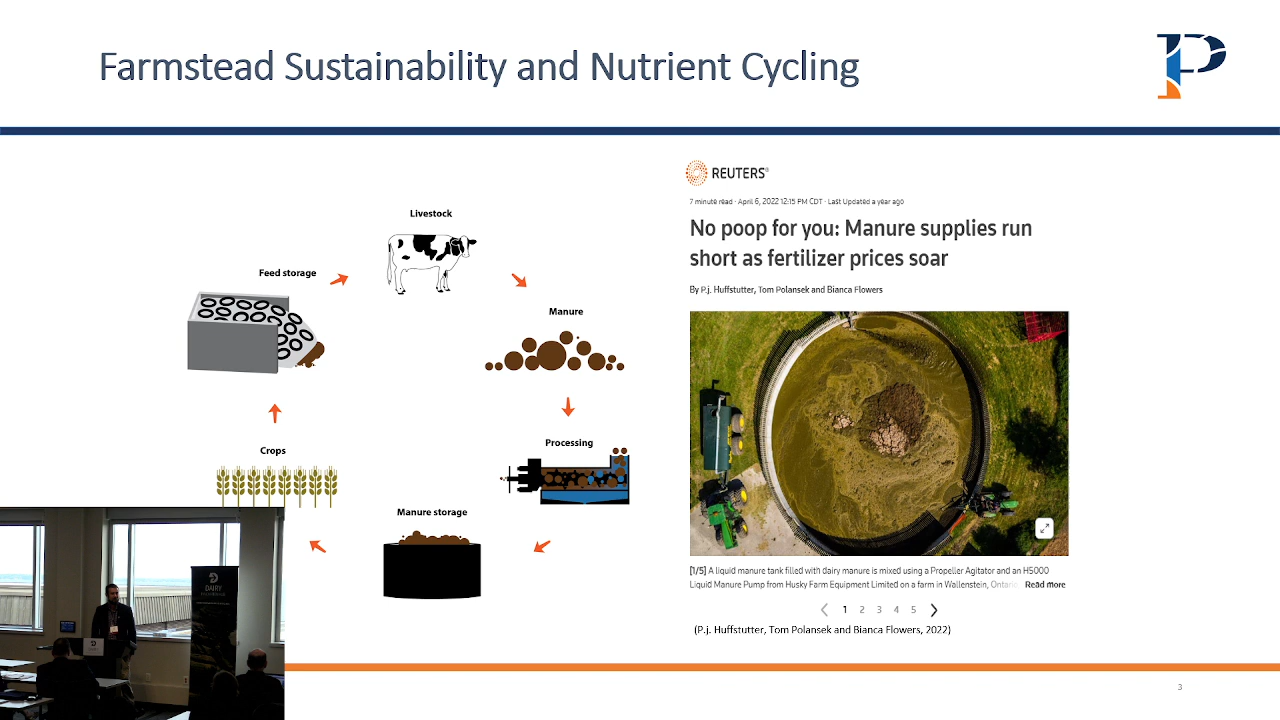 Farmstead Sustainability and Nutrient Cycling
P
Livestock
Feed storage
Manure
Crops
Processing
Manure storage
REUTERS®
7 minute read · April 6, 2022 12:15 PM CDT · Last Updated a year ago
No poop for you: Manure supplies run
short as fertilizer prices soar
By P.j. Huffstutter, Tom Polansek and Bianca Flowers
[1/5] A liquid manure tank filled with dairy manure is mixed using a Propeller Agitator and an H5000
Liquid Manure Pump from Husky Farm Equipment Limited on a farm in Wallenstein, Ontario Read more
1 2 3 4 5
(P.j. Huffstutter, Tom Polansek and Bianca Flowers, 2022)
DAIRY
3